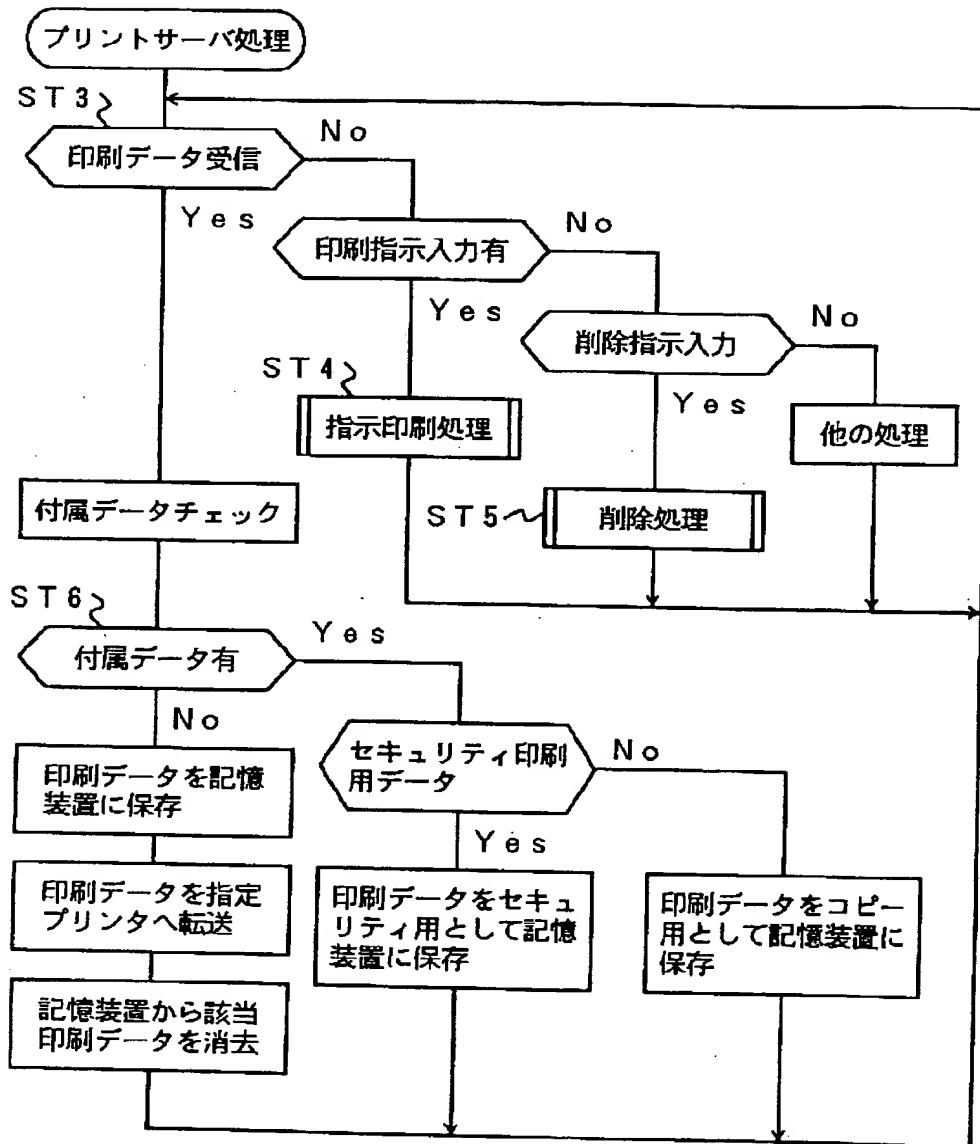 プリントサーバ処理
ST3
印刷データ受信
No
Yes
印刷指示入力有
No
Yes
削除指示入力
No
Yes
ST4
指示印刷処理
他の処理
ST5
削除処理
付属データチェック
ST6
付属データ有
Yes
No
セキュリティ印刷
用データ
No
Yes
印刷データを記憶
装置に保存
印刷データを指定
プリンタへ転送
記憶装置から該当
印刷データを消去
印刷データをセキュ
リティ用として記憶
装置に保存
印刷データをコピー
用として記憶装置に
保存